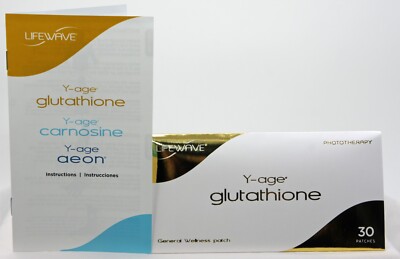 LIFEWAVE®
Y-age®
glutathione
Y-age®
carnosine
Y-age
aeon®
Instructions | Instrucciones
LIFEWAVE®
PHOTOTHERAPY
Y-age®
glutathione
General Wellness patch
30
PATCHES